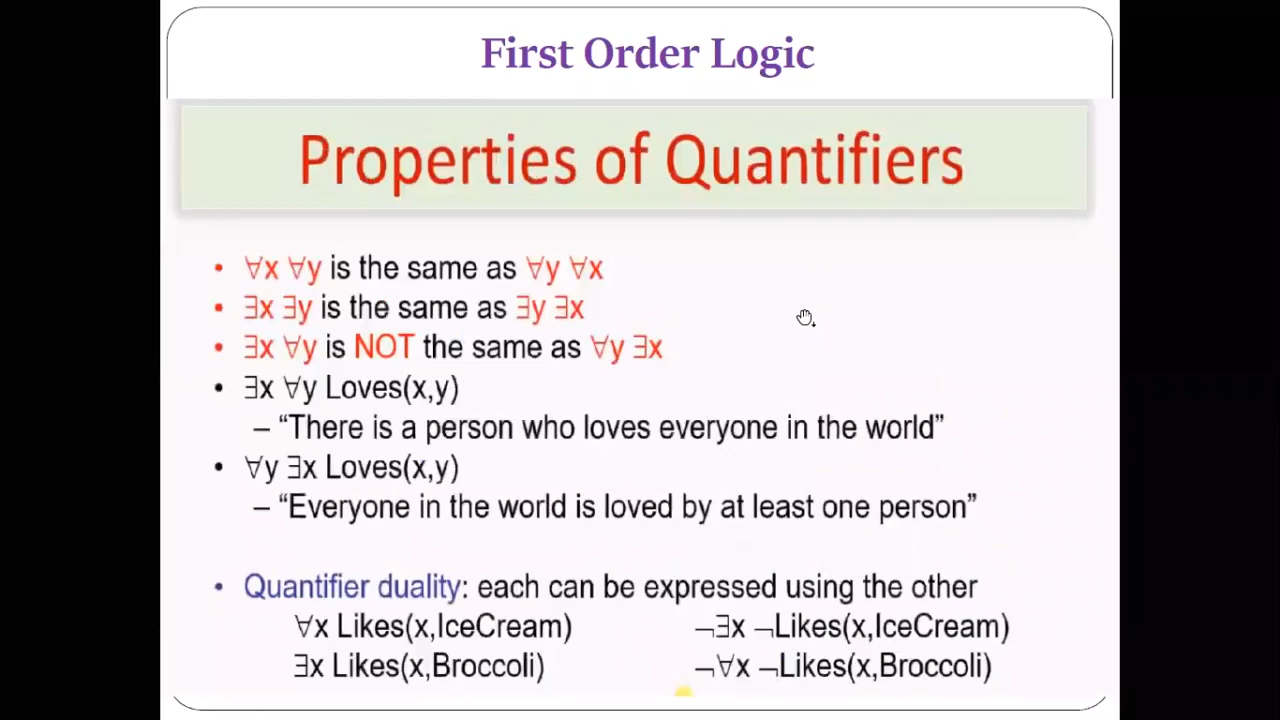 First Order Logic
Properties of Quantifiers
• ∀x ∀y is the same as ∀y ∀x
• ∃x ∃y is the same as ∃y ∃x
• ∃x ∀y is NOT the same as ∀y ∃x
• ∃x ∀y Loves(x,y)
– “There is a person who loves everyone in the world”
• ∀y ∃x Loves(x,y)
– “Everyone in the world is loved by at least one person”
• Quantifier duality: each can be expressed using the other
∀x Likes(x,IceCream) ¬∃x ¬Likes(x,IceCream)
∃x Likes(x,Broccoli) ¬∀x ¬Likes(x,Broccoli)